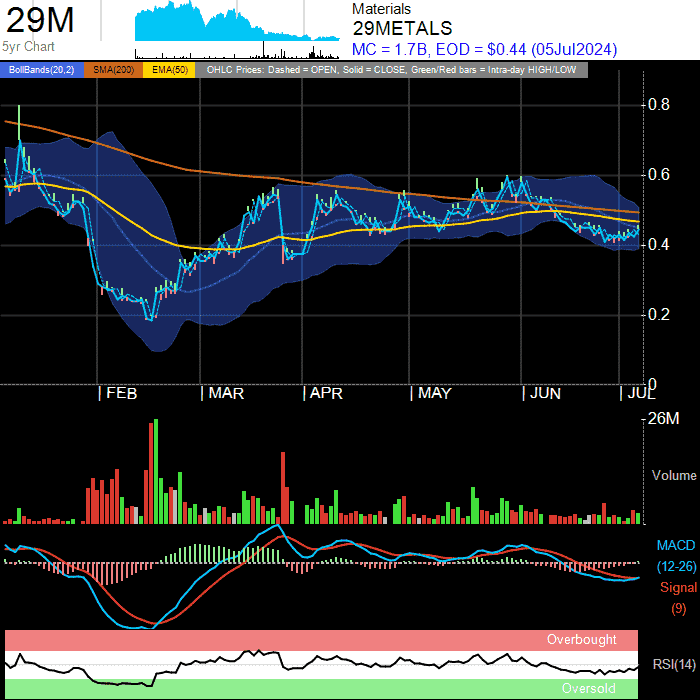 29M
5yr Chart
Materials
29METALS
MC = 1.7B, EOD = $0.44 (05Jul2024)
BollBands(20,2) SMA(200) EMA(50) OHLC Prices: Dashed = OPEN, Solid = CLOSE, Green/Red bars = Intra-day HIGH/LOW
0.8
0.6
0.4
0.2
0
| FEB | MAR | APR | MAY | JUN | JUL
26M
Volume
MACD
(12-26)
Signal
(9)
Overbought
RSI(14)
Oversold